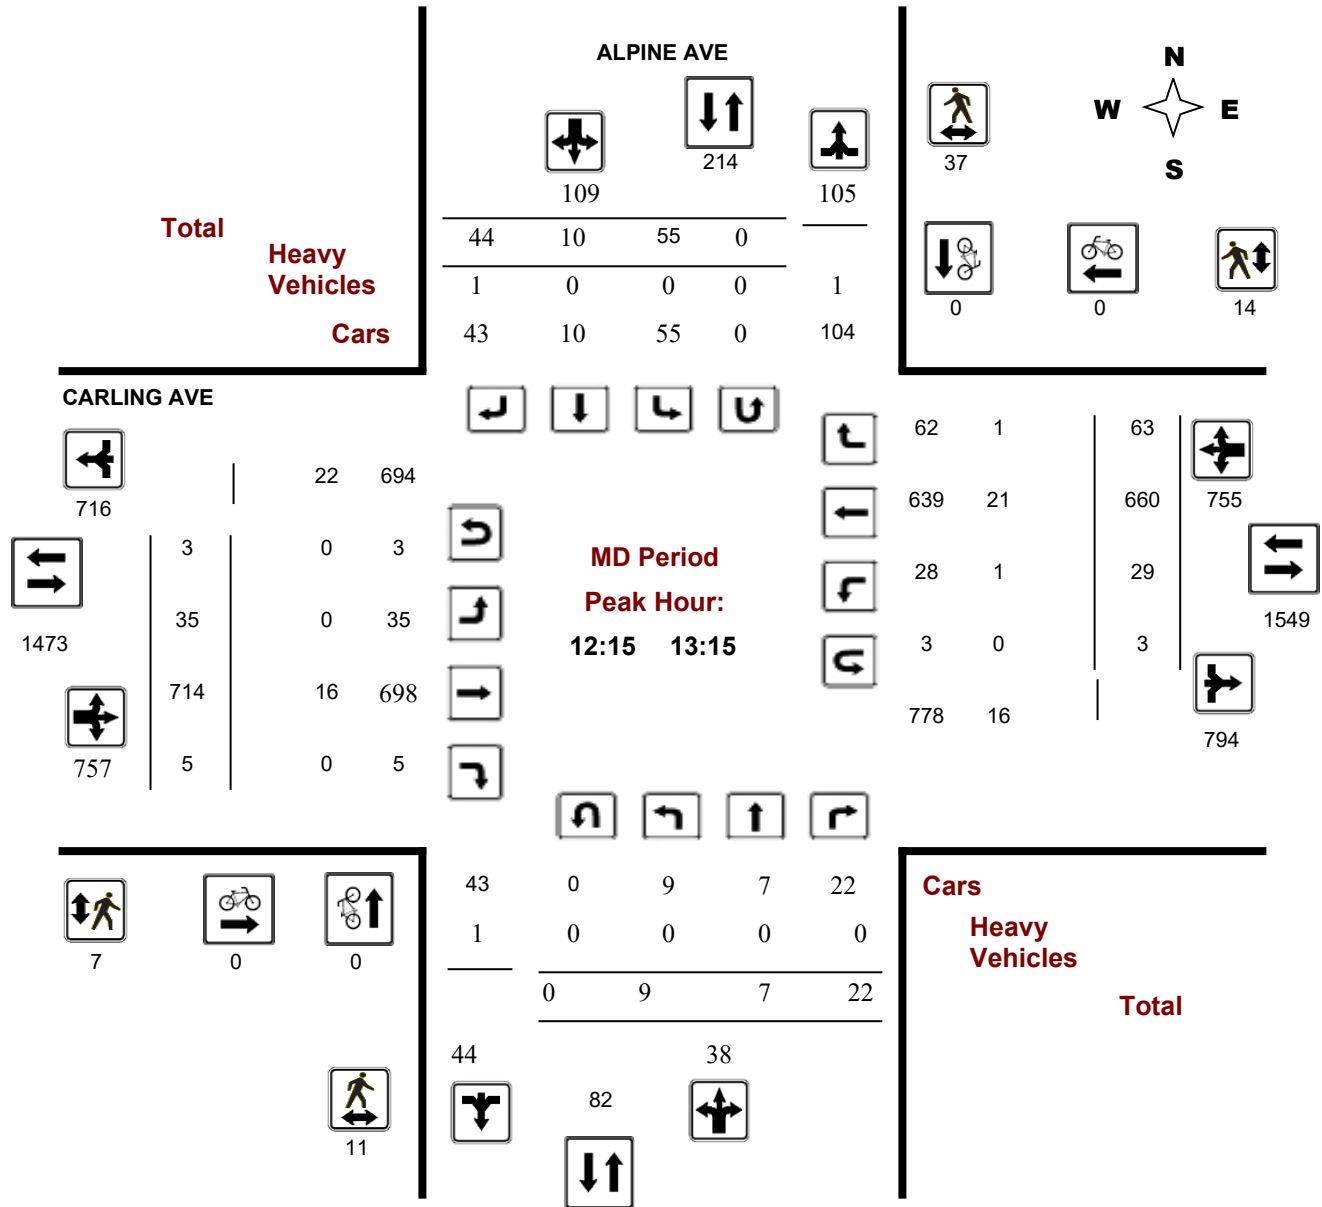 ALPINE AVE
N
W E
S
214
37
109 105
Total
44 10 55 0
Heavy
Vehicles
1 0 0 0 1
0 0 14
Cars
43 10 55 0 104
CARLING AVE
62 1 63
22 694
716
639 21 660 755
3 0 3
MD Period
28 1 29
Peak Hour:
35 0 35
1473
12:15 13:15
1549
3 0 3
714 16 698
778 16
794
757 5 0 5
43 0 9 7 22
Cars
1 0 0 0 0
Heavy
Vehicles
7 0 0
0 9 7 22
Total
44 38
82
11